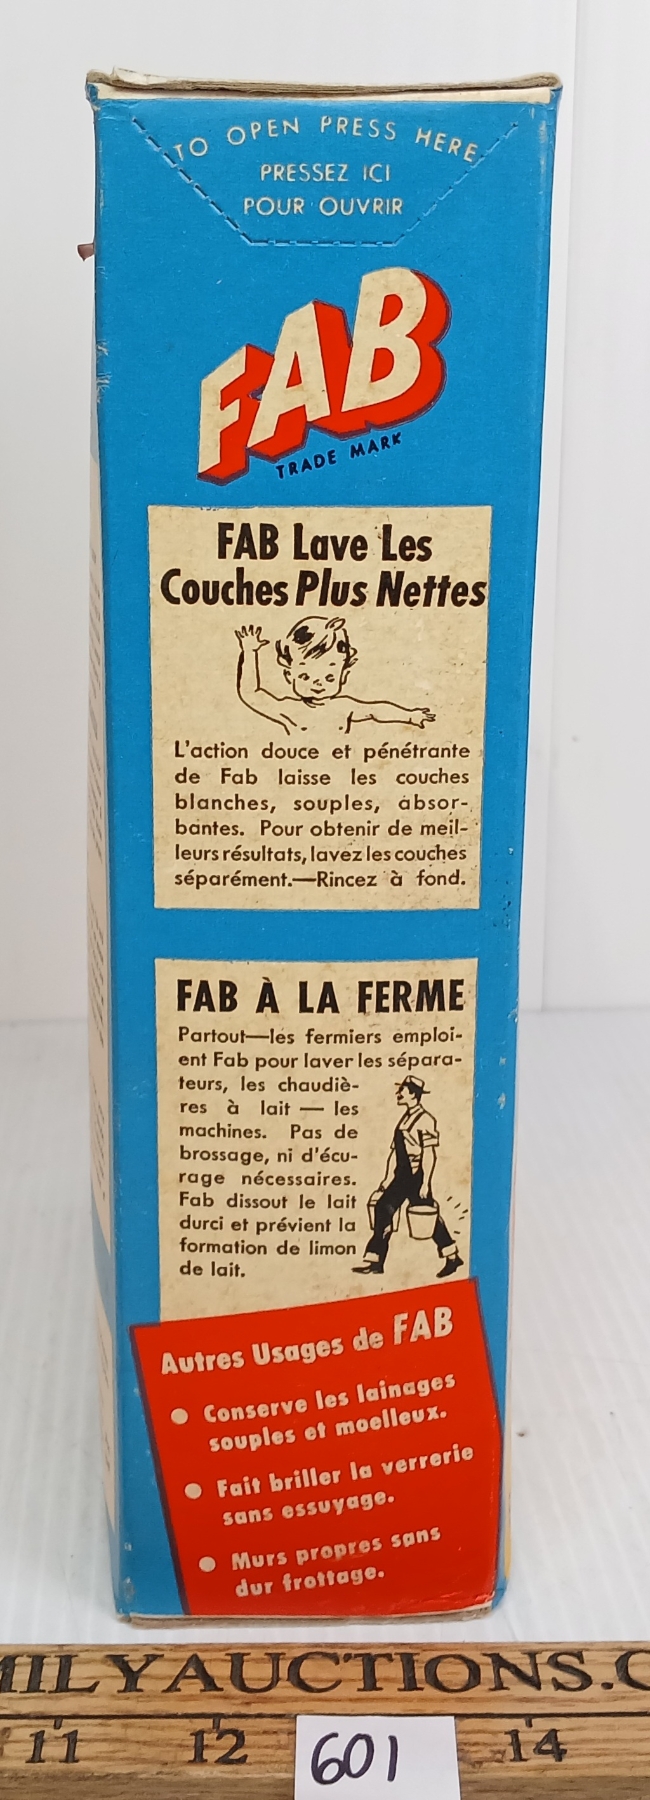 TO OPEN PRESS HERE
PRESSEZ ICI
POUR OUVRIR
FAB
TRADE MARK
FAB Lave Les
Couches Plus Nettes
L'action douce et pénétrante
de Fab laisse les couches
blanches, souples, absor-
bantes. Pour obtenir de meil-
leurs résultats, lavez les couches
séparément.—Rincez à fond.
FAB À LA FERME
Partout—les fermiers emploi-
ent Fab pour laver les sépara-
teurs, les chaudiè-
res à lait — les
machines. Pas de
brossage, ni d'écu-
rage nécessaires.
Fab dissout le lait
durci et prévient la
formation de limon
de lait.
Autres Usages de FAB
● Conserve les lainages
souples et moelleux.
● Fait briller la verrerie
sans essuyage.
● Murs propres sans
dur frottage.
MILYAUCTIONS.C
11 12 14
601